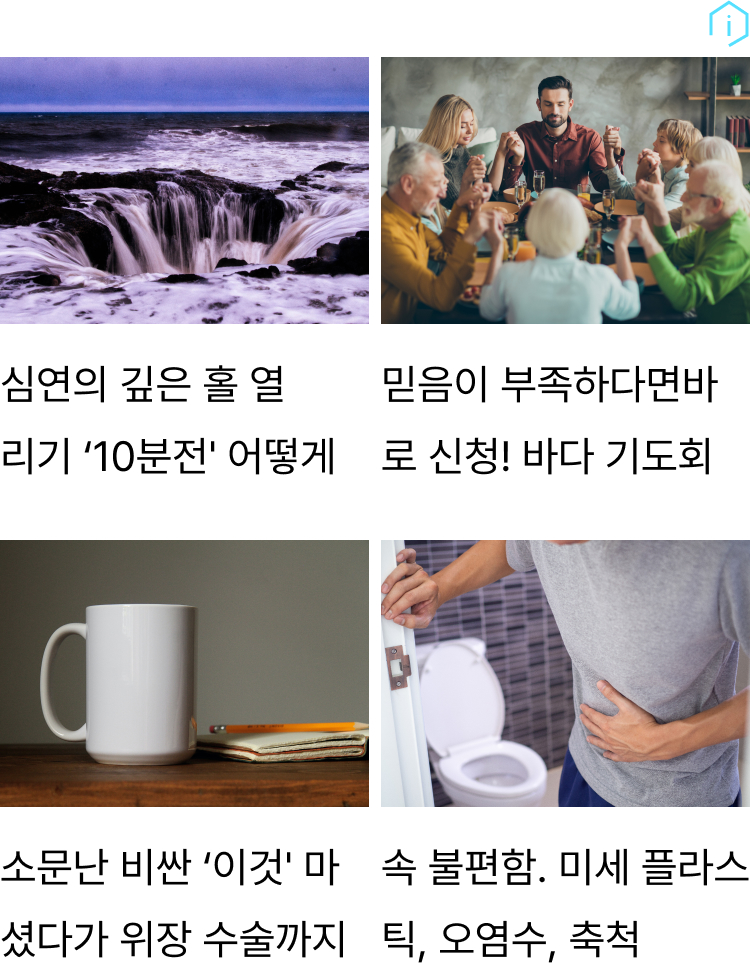 심연의 깊은 홀 열
리기 ‘10분전' 어떻게
믿음이 부족하다면바
로 신청! 바다 기도회
소문난 비싼 ‘이것' 마
셨다가 위장 수술까지
속 불편함. 미세 플라스
틱, 오염수, 축척